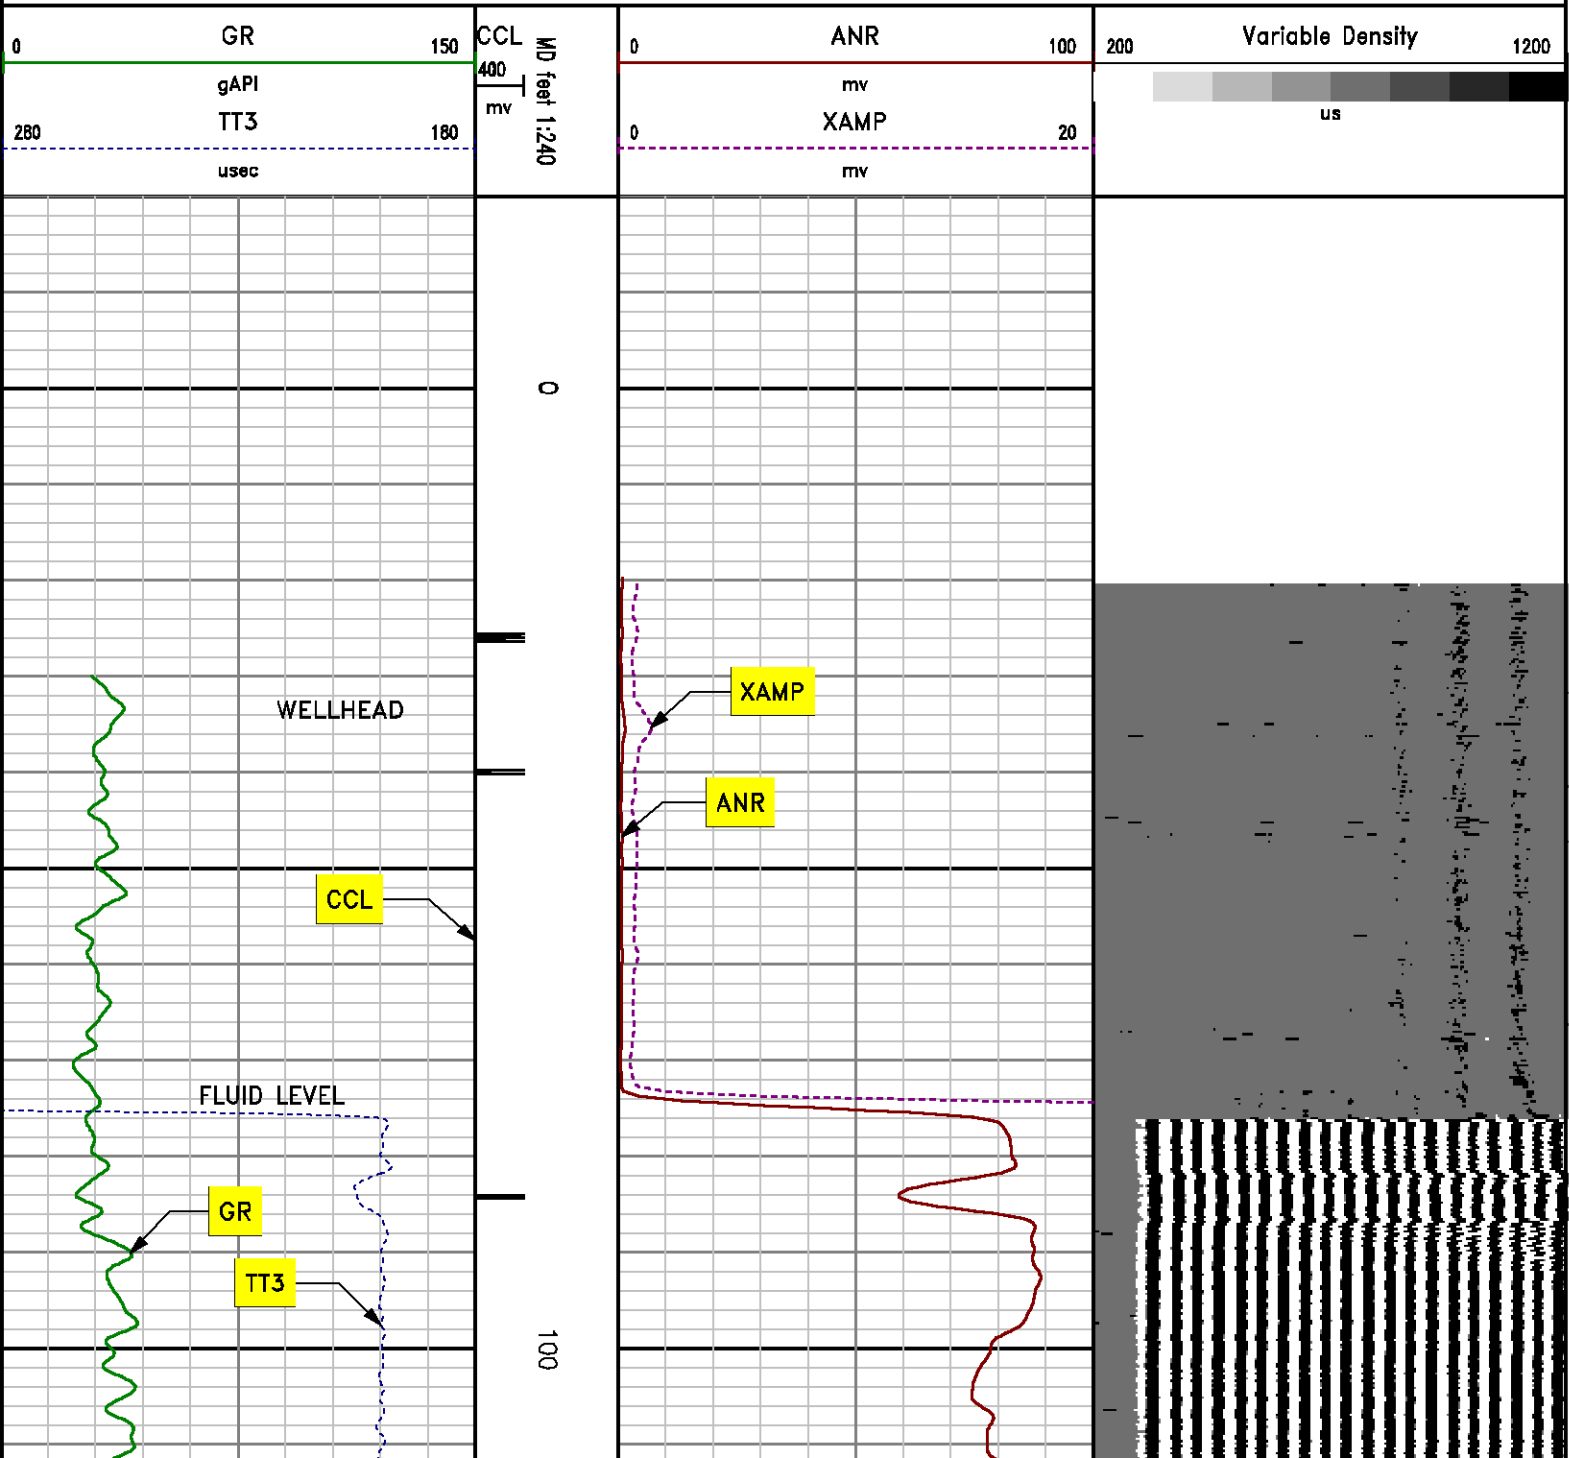 GR
0 150
gAPI
TT3
280 180
usec
CCL
400
mv
MD feet 1:240
ANR
0 100
mv
XAMP
0 20
mv
Variable Density
200 1200
us
0
WELLHEAD
XAMP
ANR
CCL
FLUID LEVEL
GR
TT3
100